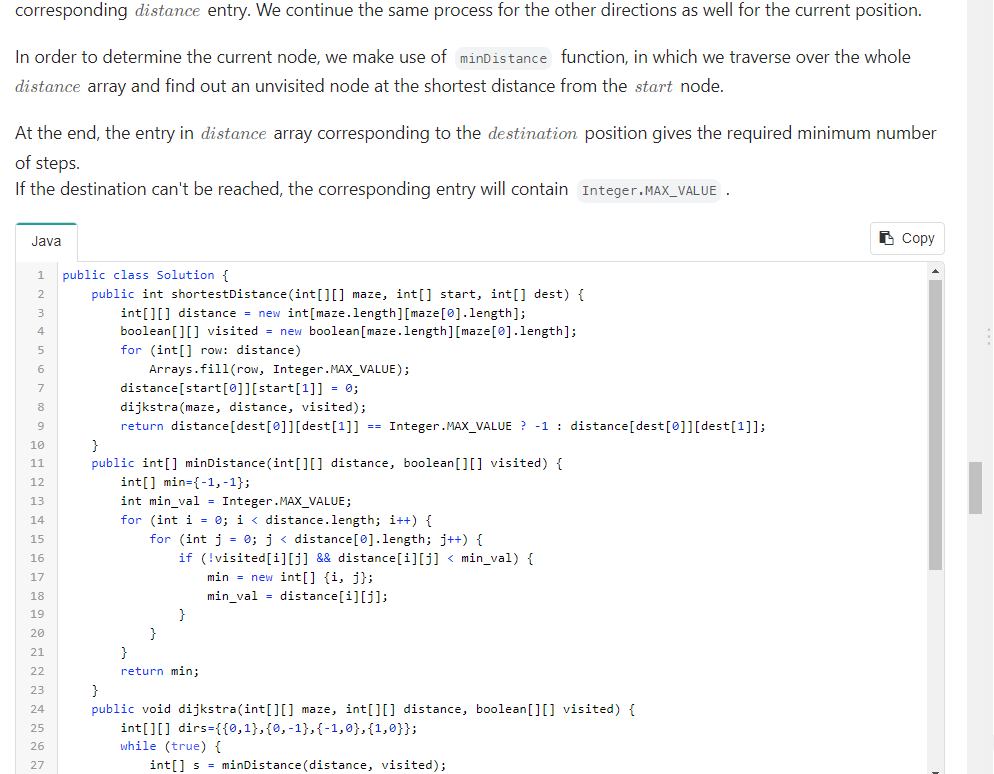 corresponding distance entry. We continue the same process for the other directions as well for the current position.
In order to determine the current node, we make use of minDistance function, in which we traverse over the whole
distance array and find out an unvisited node at the shortest distance from the start node.
At the end, the entry in distance array corresponding to the destination position gives the required minimum number
of steps.
If the destination can't be reached, the corresponding entry will contain Integer.MAX_VALUE .
Java
Copy
1 public class Solution {
2     public int shortestDistance(int[][] maze, int[] start, int[] dest) {
3         int[][] distance = new int[maze.length][maze[0].length];
4         boolean[][] visited = new boolean[maze.length][maze[0].length];
5         for (int[] row: distance)
6             Arrays.fill(row, Integer.MAX_VALUE);
7         distance[start[0]][start[1]] = 0;
8         dijkstra(maze, distance, visited);
9         return distance[dest[0]][dest[1]] == Integer.MAX_VALUE ? -1 : distance[dest[0]][dest[1]];
10     }
11     public int[] minDistance(int[][] distance, boolean[][] visited) {
12         int[] min={-1,-1};
13         int min_val = Integer.MAX_VALUE;
14         for (int i = 0; i < distance.length; i++) {
15             for (int j = 0; j < distance[0].length; j++) {
16                 if (!visited[i][j] && distance[i][j] < min_val) {
17                     min = new int[] {i, j};
18                     min_val = distance[i][j];
19                 }
20             }
21         }
22         return min;
23     }
24     public void dijkstra(int[][] maze, int[][] distance, boolean[][] visited) {
25         int[][] dirs={{0,1},{0,-1},{-1,0},{1,0}};
26         while (true) {
27             int[] s = minDistance(distance, visited);